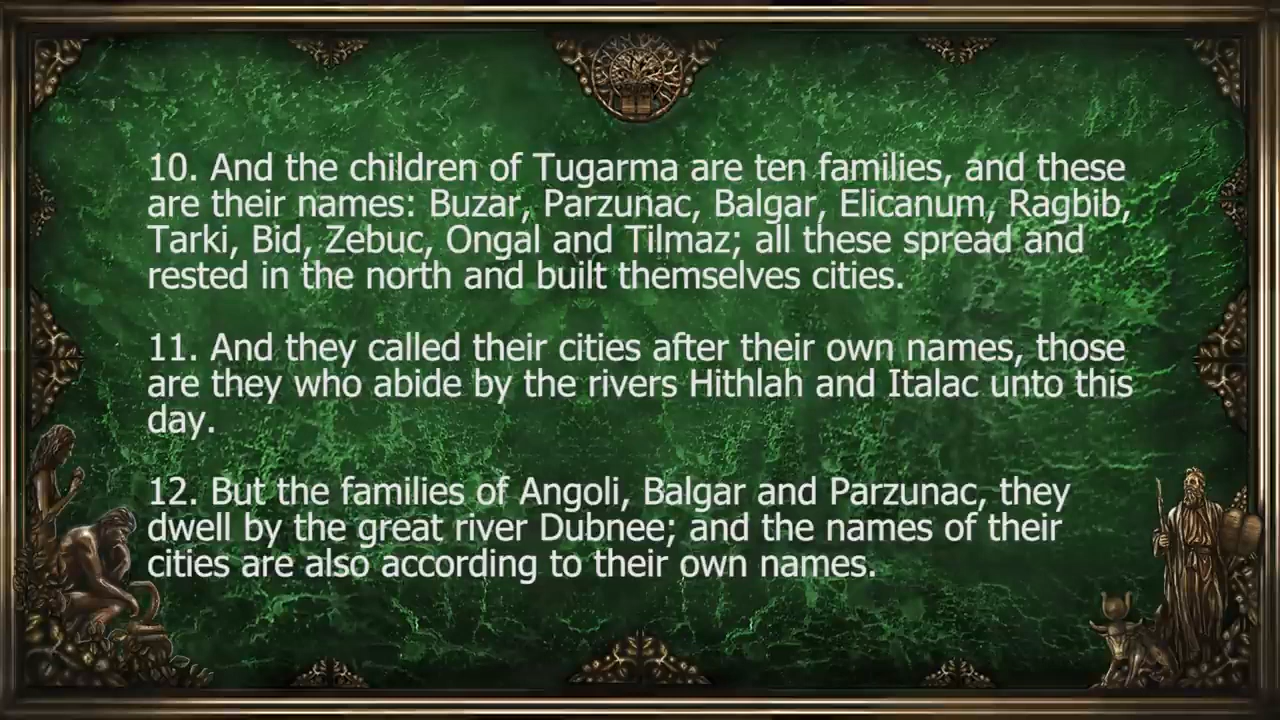 10. And the children of Tugarma are ten families, and these
are their names: Buzar, Parzunac, Balgar, Elicanum, Ragbib,
Tarki, Bid, Zebuc, Ongal and Tilmaz; all these spread and
rested in the north and built themselves cities.
11. And they called their cities after their own names, those
are they who abide by the rivers Hithlah and Italac unto this
day.
12. But the families of Angoli, Balgar and Parzunac, they
dwell by the great river Dubnee; and the names of their
cities are also according to their own names.